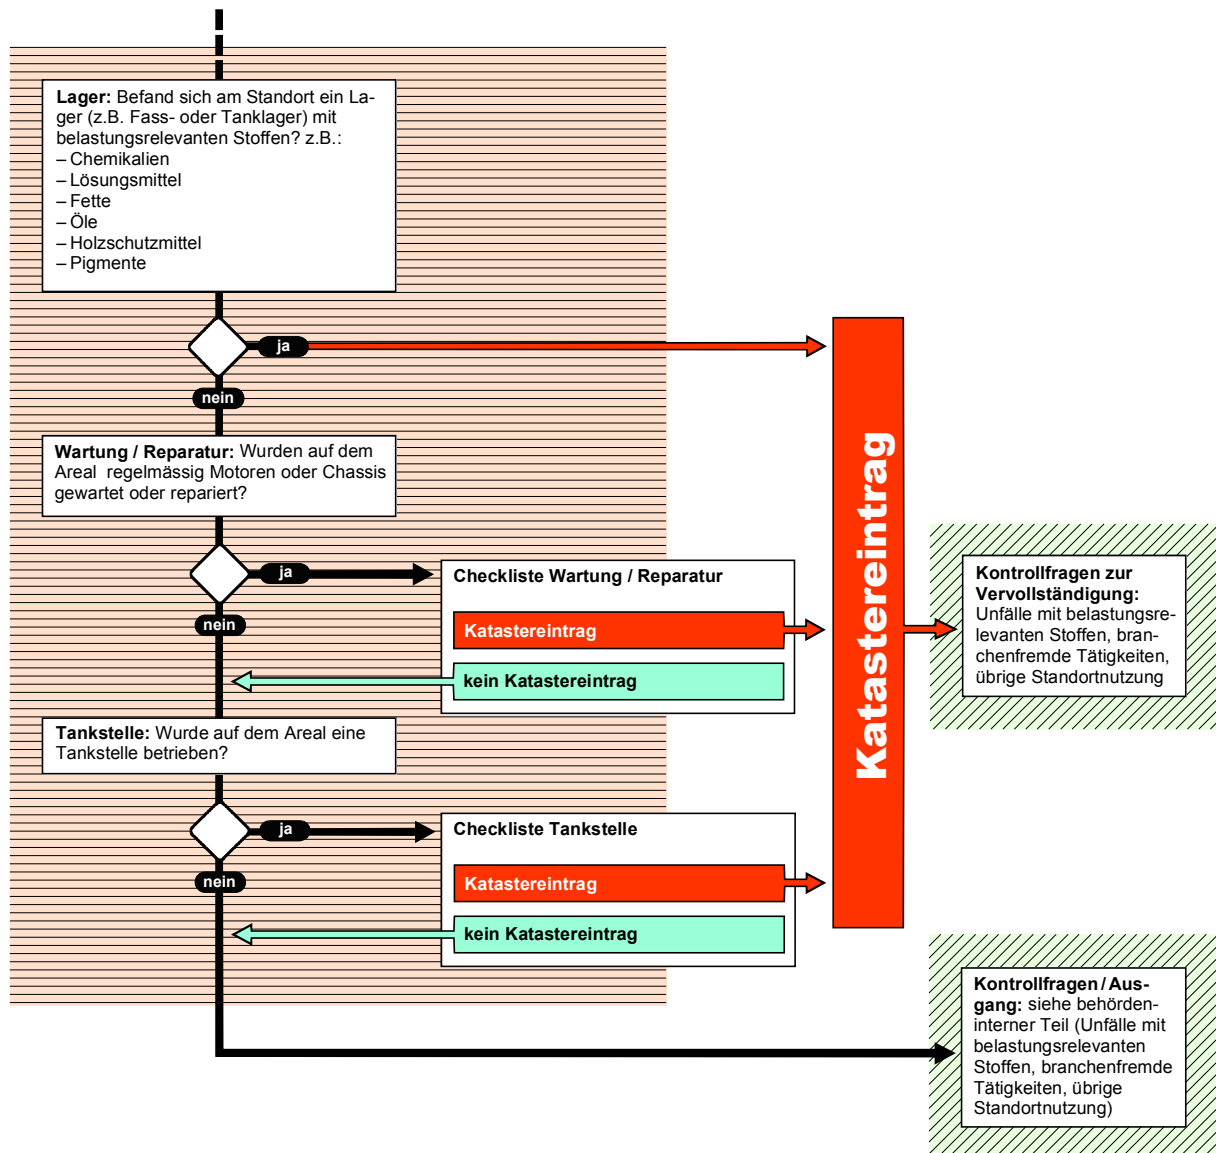 Lager: Befand sich am Standort ein La-
ger (z.B. Fass- oder Tanklager) mit
belastungsrelevanten Stoffen? z.B.:
– Chemikalien
– Lösungsmittel
– Fette
– Öle
– Holzschutzmittel
– Pigmente
ja
nein
Wartung / Reparatur: Wurden auf dem
Areal regelmässig Motoren oder Chassis
gewartet oder repariert?
ja
nein
Checkliste Wartung / Reparatur
Katastereintrag
kein Katastereintrag
Tankstelle: Wurde auf dem Areal eine
Tankstelle betrieben?
ja
nein
Checkliste Tankstelle
Katastereintrag
kein Katastereintrag
Katastereintrag
Kontrollfragen zur
Vervollständigung:
Unfälle mit belastungsre-
levanten Stoffen, bran-
chenfremde Tätigkeiten,
übrige Standortnutzung
Kontrollfragen / Aus-
gang: siehe behörden-
interner Teil (Unfälle mit
belastungsrelevanten
Stoffen, branchenfremde
Tätigkeiten, übrige
Standortnutzung)